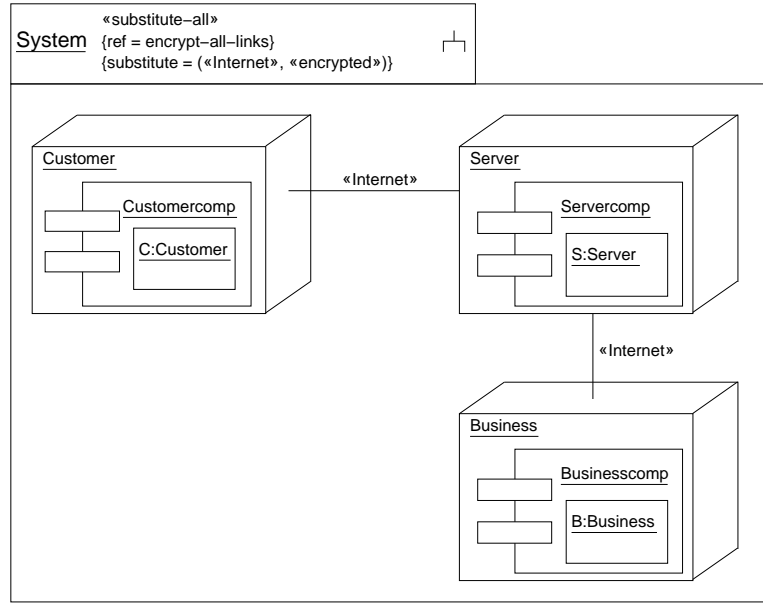 «substitute−all»
System {ref = encrypt−all−links}
{substitute = («Internet», «encrypted»)}
Customer
Customercomp
C:Customer
«Internet»
Server
Servercomp
S:Server
«Internet»
Business
Businesscomp
B:Business